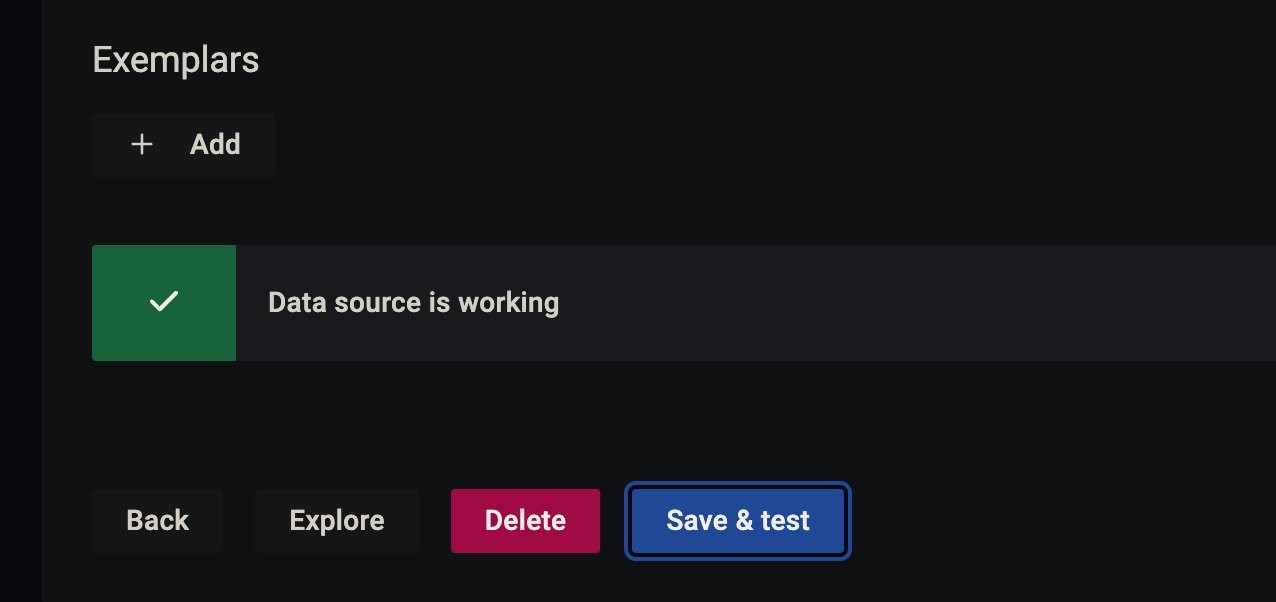 Exemplars
+ Add
Data source is working
Back Explore Delete Save & test